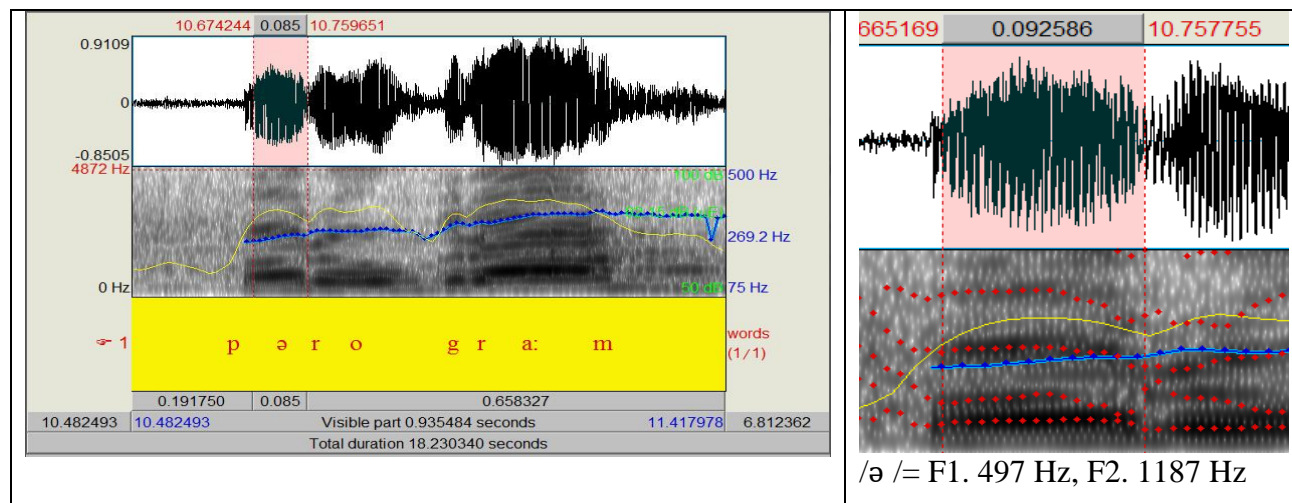 10.674244 0.085 10.759651
0.9109
0
-0.8505
4872 Hz
100 dB 500 Hz
269.2 Hz
0 Hz
50 dB 75 Hz
☞ 1
p ə r o g r a: m
words
(1/1)
0.191750 0.085 0.658327
10.482493 10.482493 Visible part 0.935484 seconds 11.417978 6.812362
Total duration 18.230340 seconds
665169 0.092586 10.757755
/ə /= F1. 497 Hz, F2. 1187 Hz